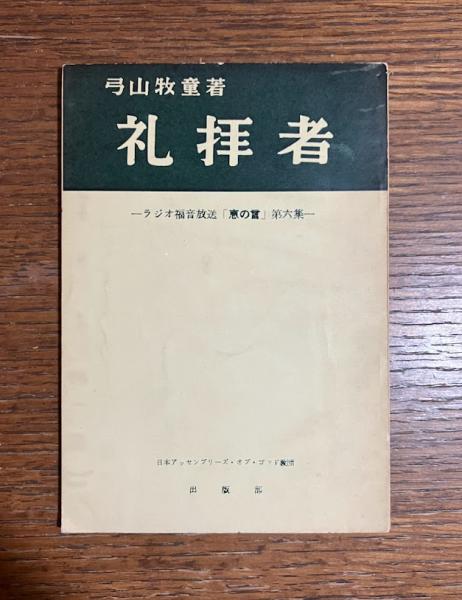 弓山牧童著
礼拝者
―ラジオ福音放送「恵の言」第六集―
日本アッセンブリーズ・オブ・ゴッド教団
出版部